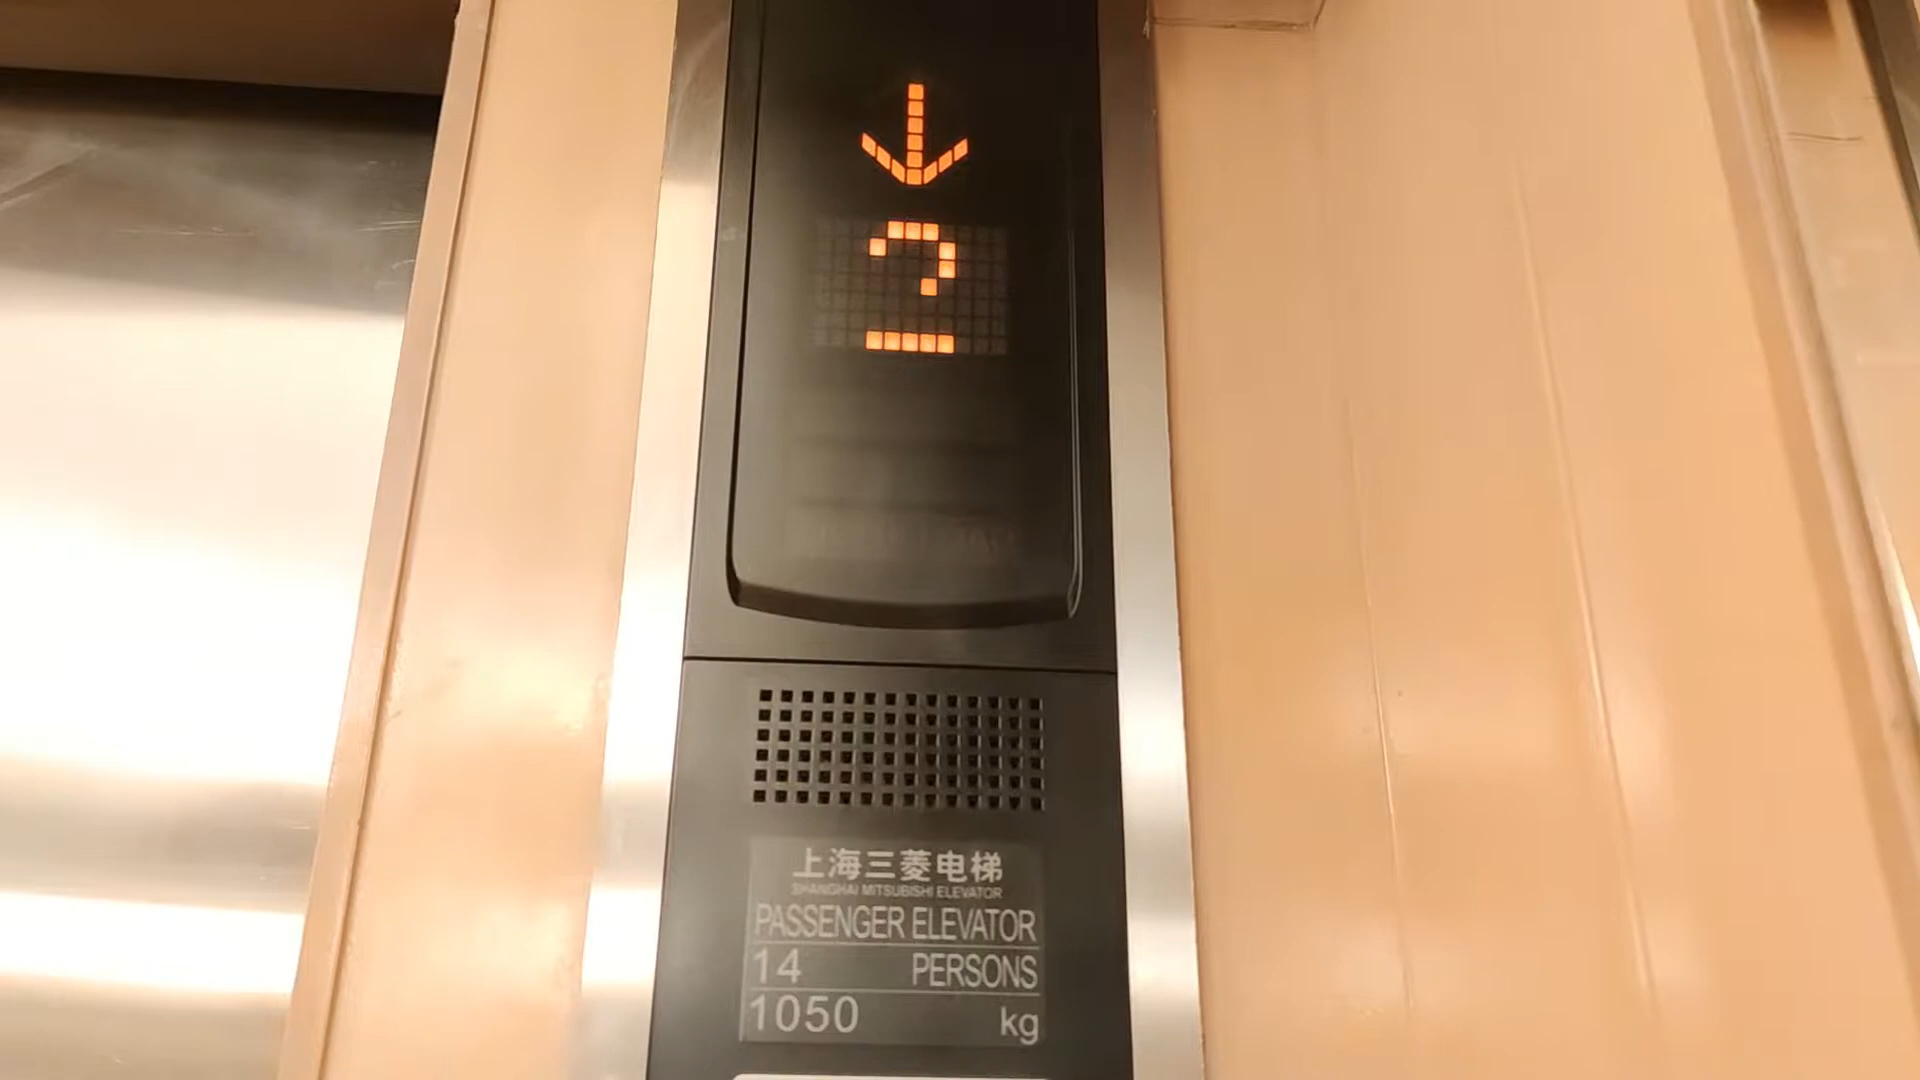 2
上海三菱电梯
SHANGHAI MITSUBISHI ELEVATOR
PASSENGER ELEVATOR
14 PERSONS
1050 kg